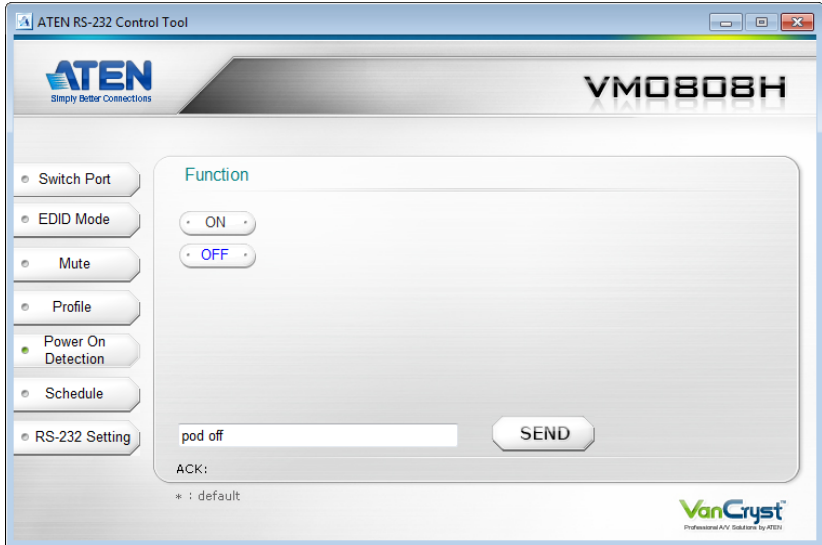 ATEN RS-232 Control Tool
ATEN
Simply Better Connections
VM0808H
Switch Port
EDID Mode
Mute
Profile
Power On
Detection
Schedule
RS-232 Setting
Function
ON
OFF
pod off
SEND
ACK:
* : default
VanCryst™
Professional A/V Solutions by ATEN